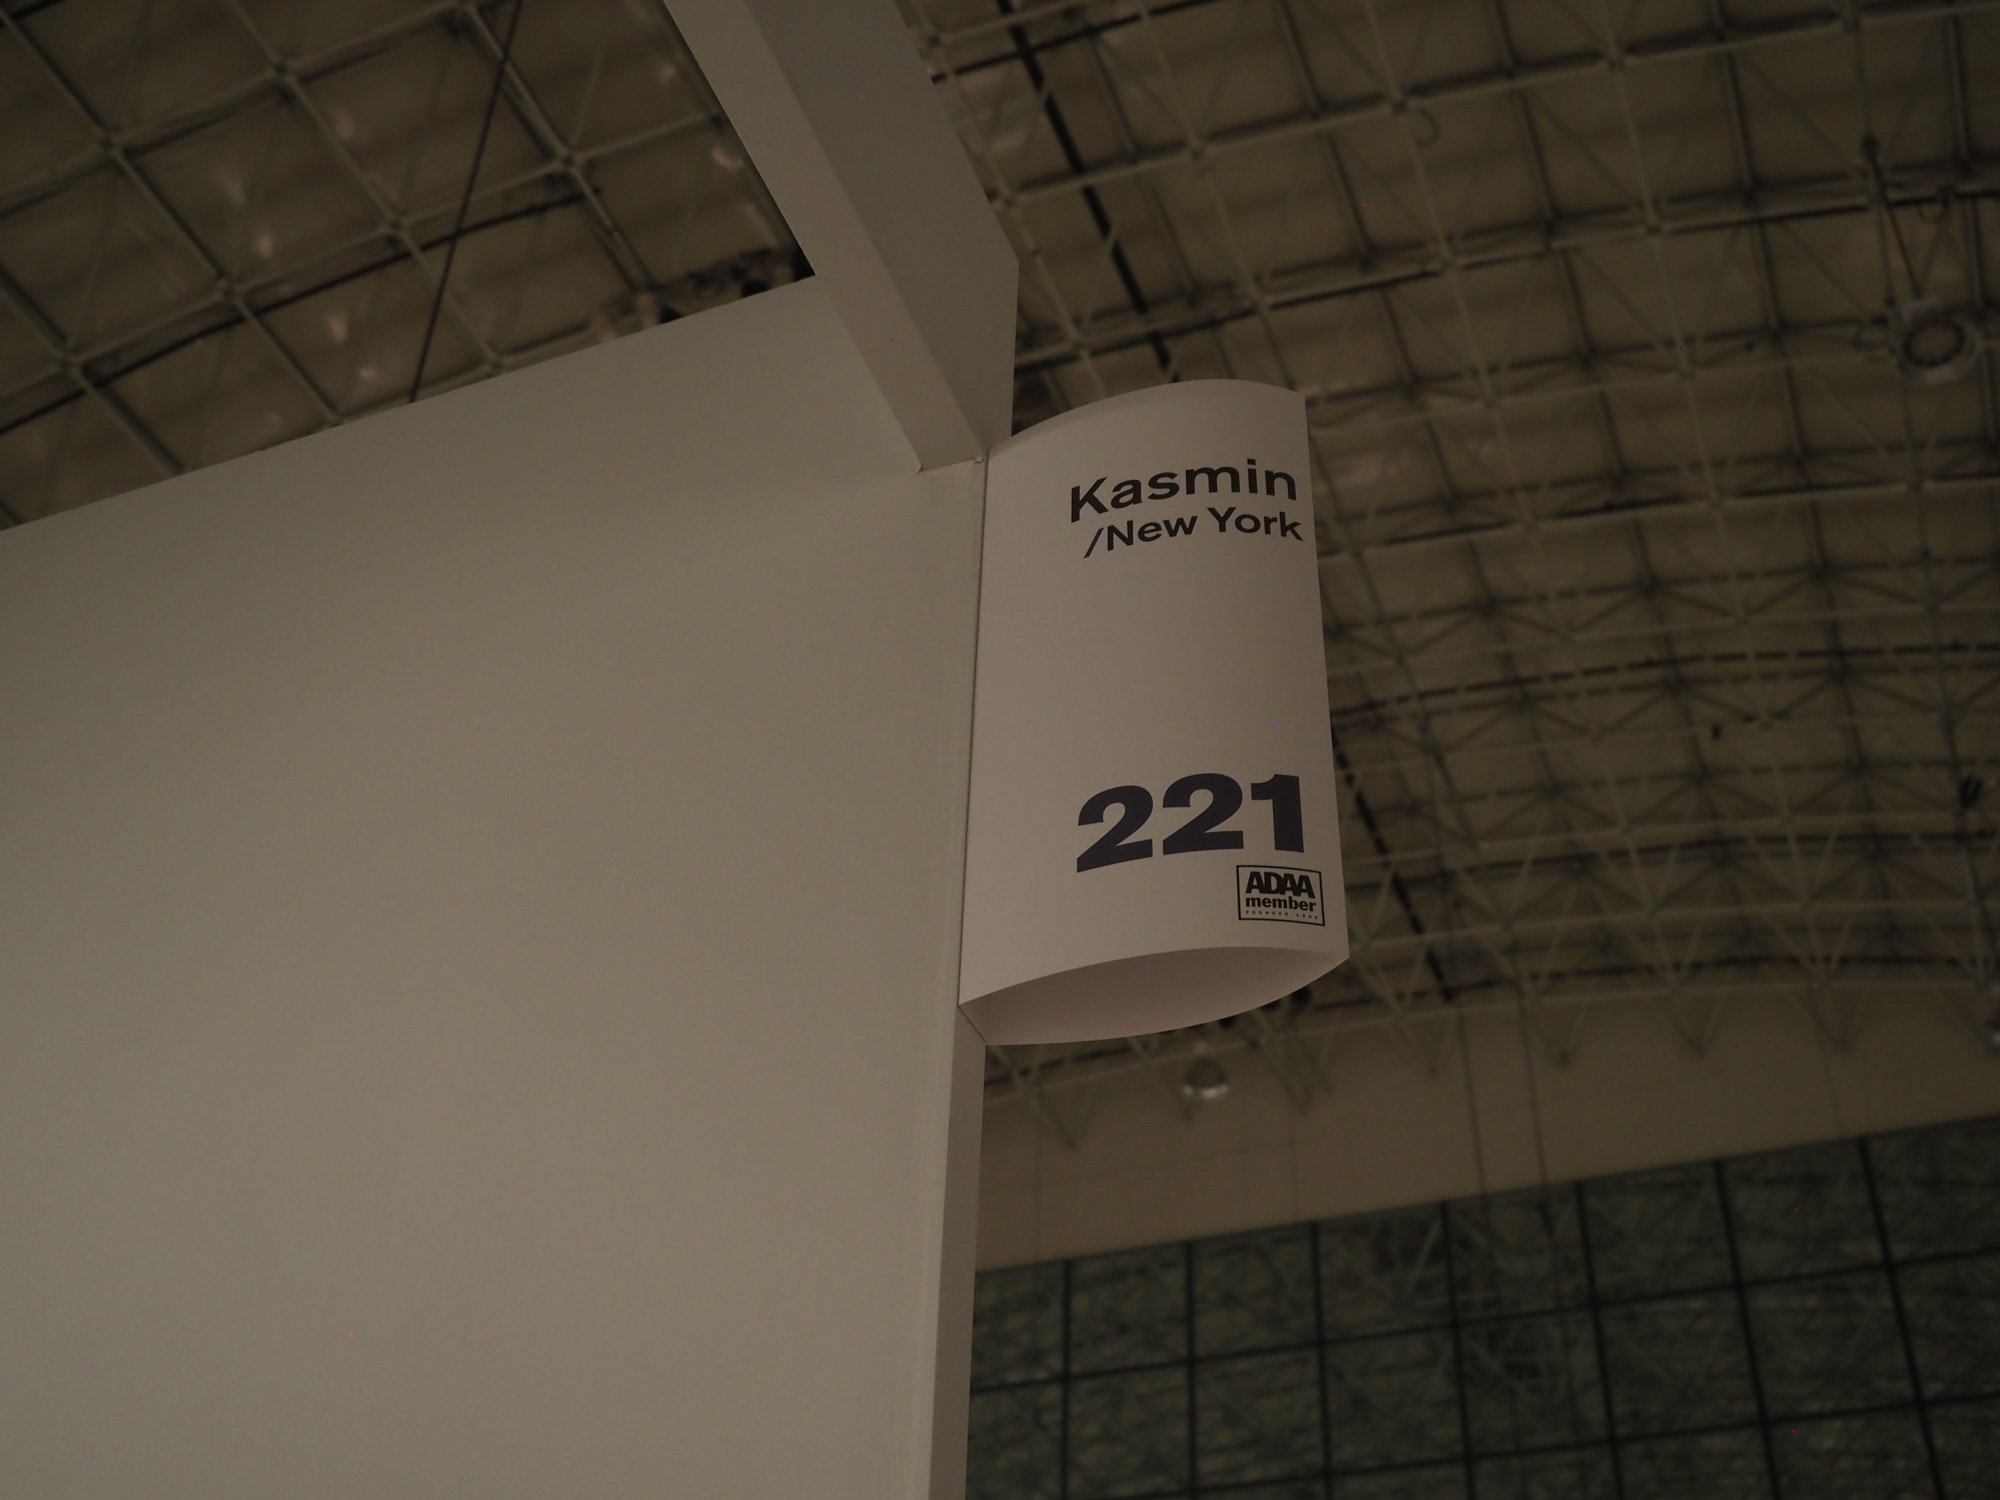 Kasmin
/New York
221
ADAA
member